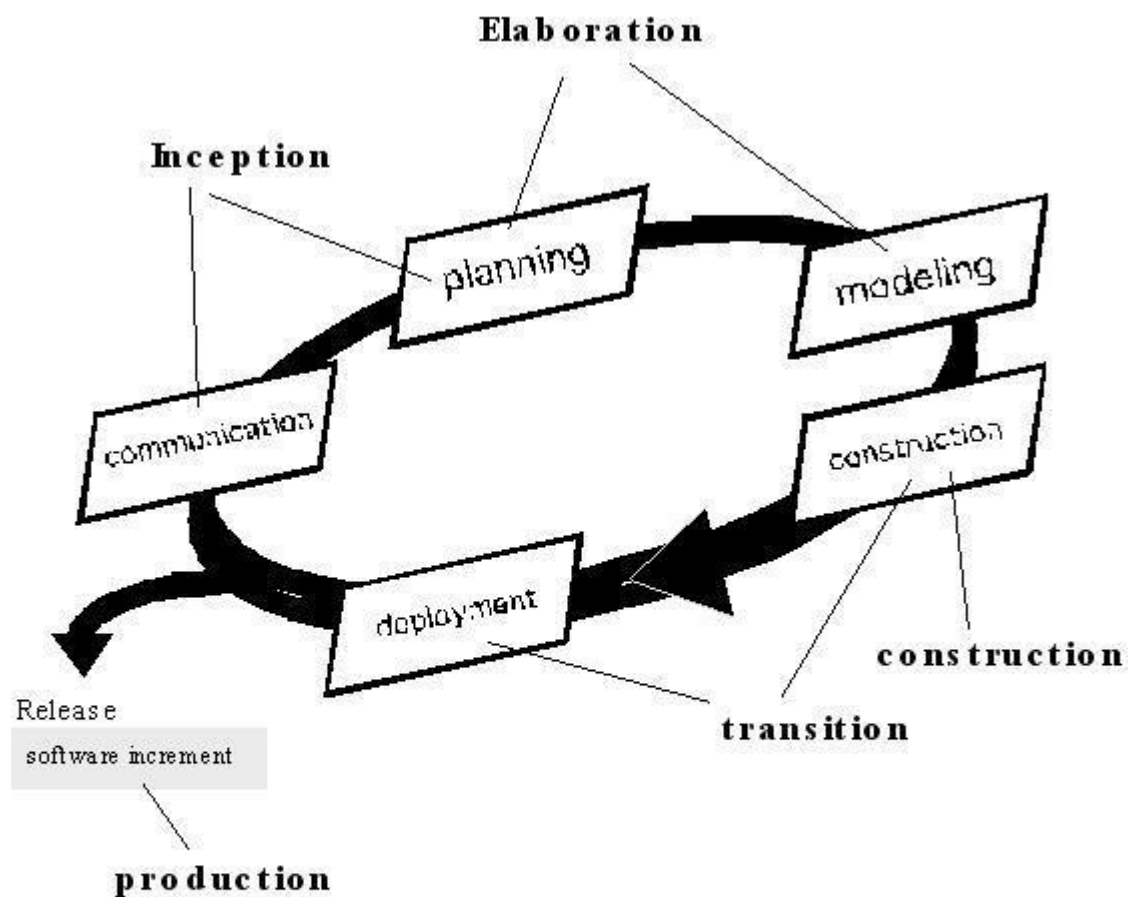 Elaboration
Inception
planning
modeling
communication
construction
deployment
construction
transition
Release
software increment
production